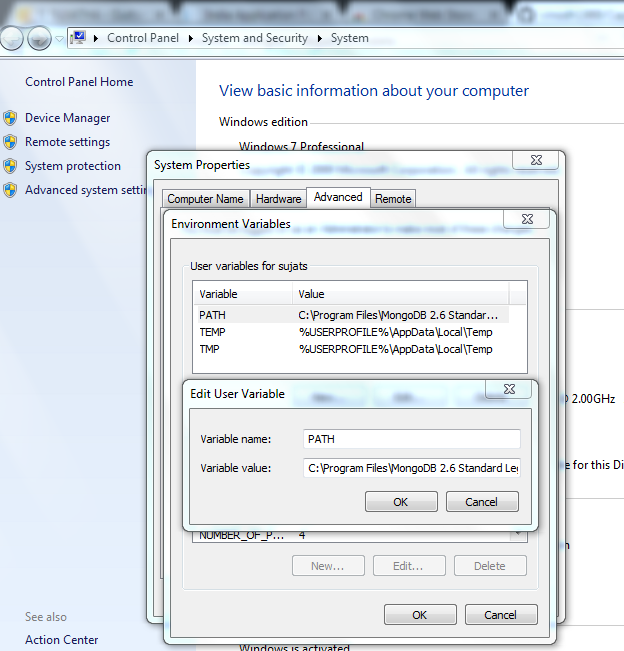 Control Panel System and Security System
Control Panel Home
View basic information about your computer
Device Manager
Windows edition
Remote settings
Windows 7 Professional
System protection
System Properties
Advanced system settin
Computer Name Hardware Advanced Remote
Environment Variables
User variables for sujats
Variable Value
PATH C:\Program Files\MongoDB 2.6 Standar...
TEMP %USERPROFILE%\AppData\Local\Temp
TMP %USERPROFILE%\AppData\Local\Temp
Edit User Variable
2.00GHz
Variable name: PATH
Variable value: C:\Program Files\MongoDB 2.6 Standard Leg
e for this Di
OK Cancel
NUMBER_OF_P... 4
New... Edit... Delete
OK Cancel
See also
Action Center
Windows is activated